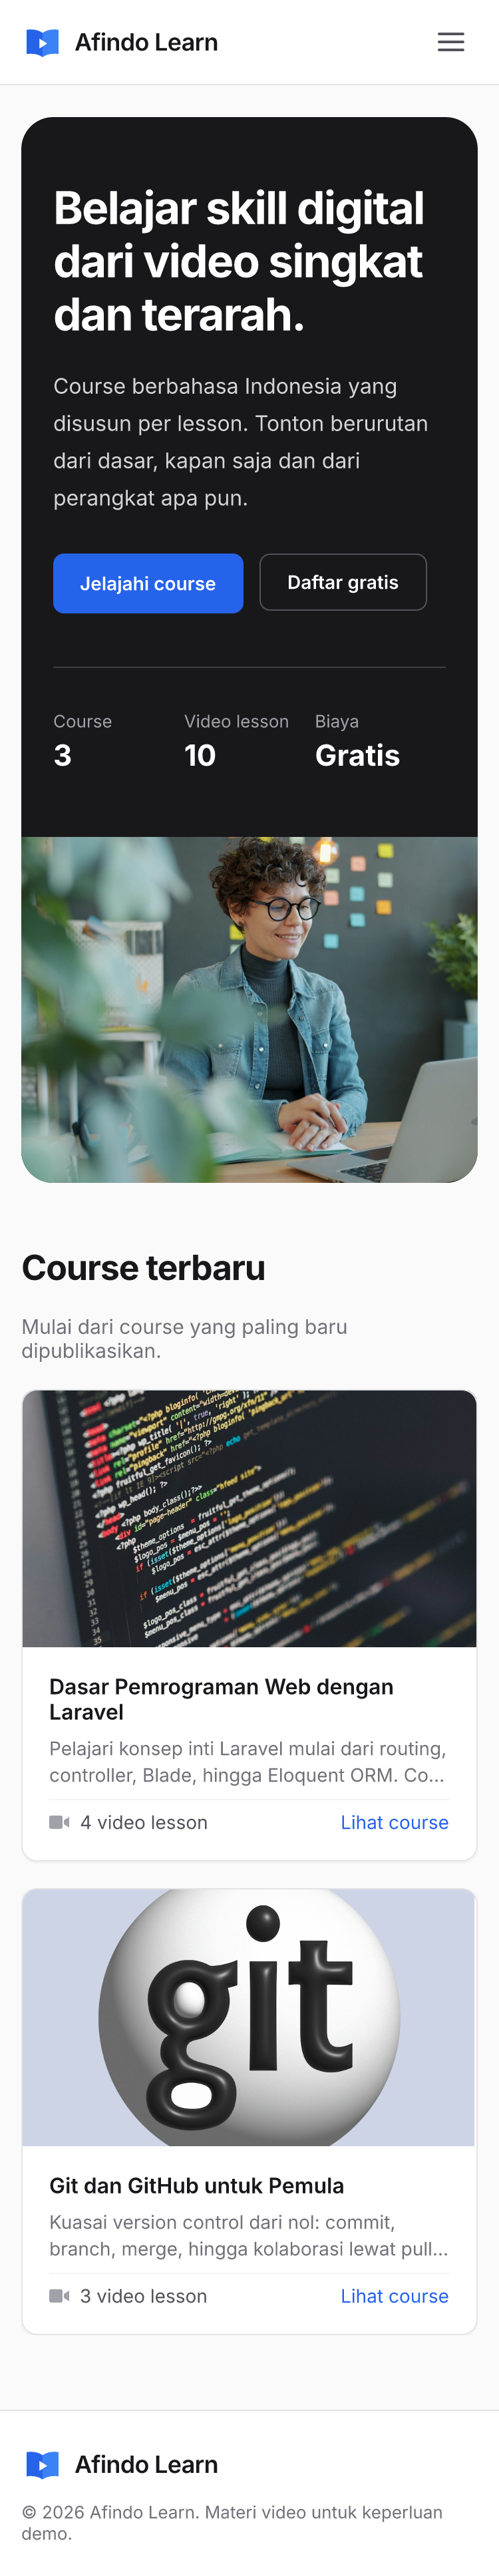 Afindo Learn
Belajar skill digital
dari video singkat
dan terarah.
Course berbahasa Indonesia yang
disusun per lesson. Tonton berurutan
dari dasar, kapan saja dan dari
perangkat apa pun.
Jelajahi course
Daftar gratis
Course
Video lesson
Biaya
3
10
Gratis
Course terbaru
Mulai dari course yang paling baru
dipublikasikan.
Dasar Pemrograman Web dengan
Laravel
Pelajari konsep inti Laravel mulai dari routing,
controller, Blade, hingga Eloquent ORM. Co...
4 video lesson
Lihat course
git
Git dan GitHub untuk Pemula
Kuasai version control dari nol: commit,
branch, merge, hingga kolaborasi lewat pull...
3 video lesson
Lihat course
Afindo Learn
© 2026 Afindo Learn. Materi video untuk keperluan
demo.